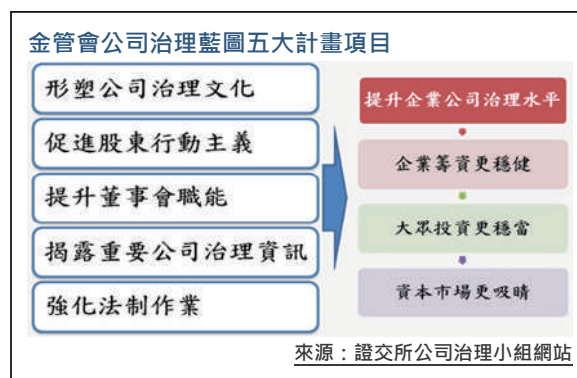 金管會公司治理藍圖五大計畫項目
形塑公司治理文化
促進股東行動主義
提升董事會職能
揭露重要公司治理資訊
強化法制作業
提升企業公司治理水平
企業籌資更穩健
大眾投資更穩當
資本市場更吸睛
來源：證交所公司治理小組網站